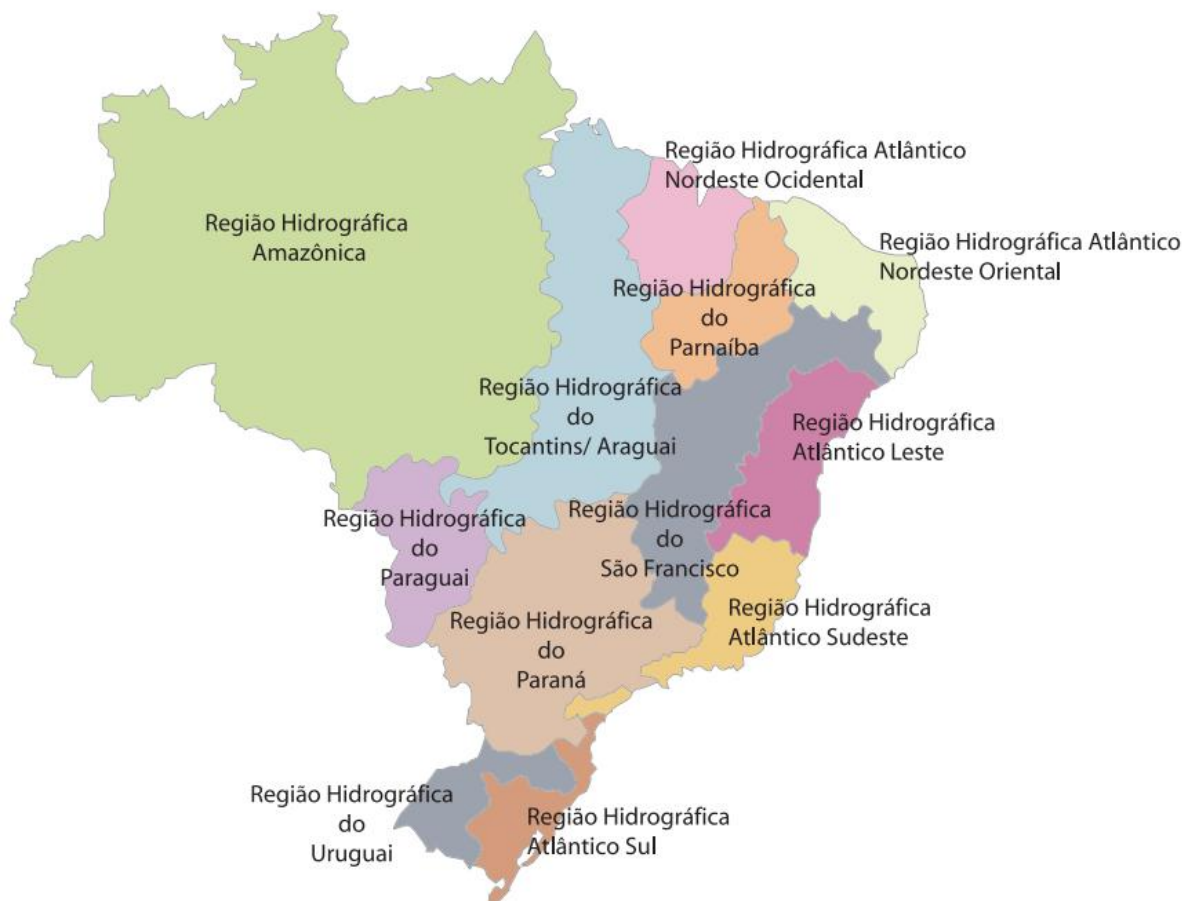 Região Hidrográfica Atlântico
Nordeste Ocidental
Região Hidrográfica
Amazônica
Região Hidrográfica Atlântico
Nordeste Oriental
Região Hidrográfica
do
Parnaíba
Região Hidrográfica
do
Tocantins/ Araguai
Região Hidrográfica
Atlântico Leste
Região Hidrográfica
do
Paraguai
Região Hidrográfica
do
São Francisco
Região Hidrográfica
Atlântico Sudeste
Região Hidrográfica
do
Paraná
Região Hidrográfica
do
Uruguai
Região Hidrográfica
Atlântico Sul